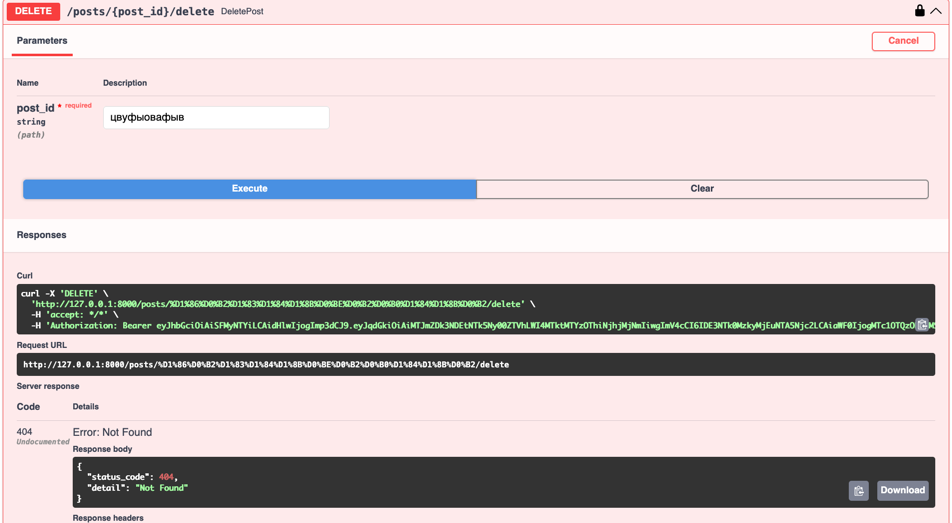 DELETE /posts/{post_id}/delete DeletePost
Parameters
Cancel
Name Description
post_id * required
string
(path)
цвуфыовафыв
Execute Clear
Responses
Curl
curl -X 'DELETE' \
'http://127.0.0.1:8000/posts/%D1%86%D0%B2%D1%83%D1%84%D1%8B%D0%BE%D0%B2%D0%B0%D1%84%D1%8B%D0%B2/delete' \
-H 'accept: */*' \
-H 'Authorization: Bearer
Request URL
http://127.0.0.1:8000/posts/%D1%86%D0%B2%D1%83%D1%84%D1%8B%D0%BE%D0%B2%D0%B0%D1%84%D1%8B%D0%B2/delete
Server response
Code Details
404
Undocumented
Error: Not Found
Response body
{
"status_code": 404,
"detail": "Not Found"
}
Download
Response headers